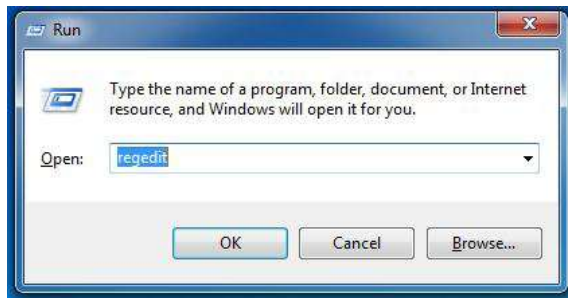 Run
Type the name of a program, folder, document, or Internet
resource, and Windows will open it for you.
Open: regedit
OK Cancel Browse...